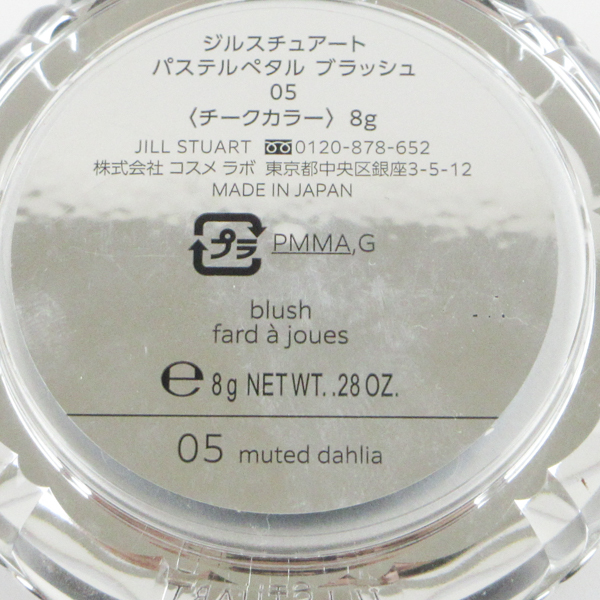 ジルスチュアート
パステルペタル ブラッシュ
05
〈チークカラー〉 8g
JILL STUART 0120-878-652
株式会社 コスメ ラボ 東京都中央区銀座3-5-12
MADE IN JAPAN
プラ PMMA,G
blush
fard à joues
℮ 8g NET WT. .28 OZ.
05 muted dahlia